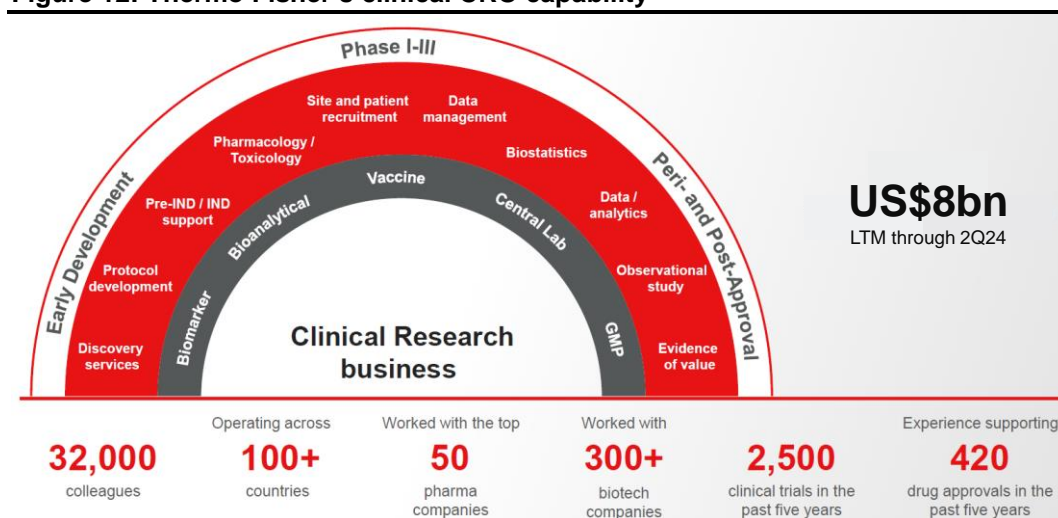 Figure 12: Thermo Fisher's clinical CRO capability
Phase I-III
Early Development
Peri- and Post-Approval
Site and patient
recruitment
Data
management
Pharmacology /
Toxicology
Biostatistics
Pre-IND / IND
support
Data /
analytics
Protocol
development
Observational
study
Discovery
services
Evidence
of value
Biomarker
Bioanalytical
Vaccine
Central Lab
GMP
Clinical Research
business
US$8bn
LTM through 2Q24
32,000
colleagues
Operating across
100+
countries
Worked with the top
50
pharma
companies
Worked with
300+
biotech
companies
2,500
clinical trials in the
past five years
Experience supporting
420
drug approvals in the
past five years